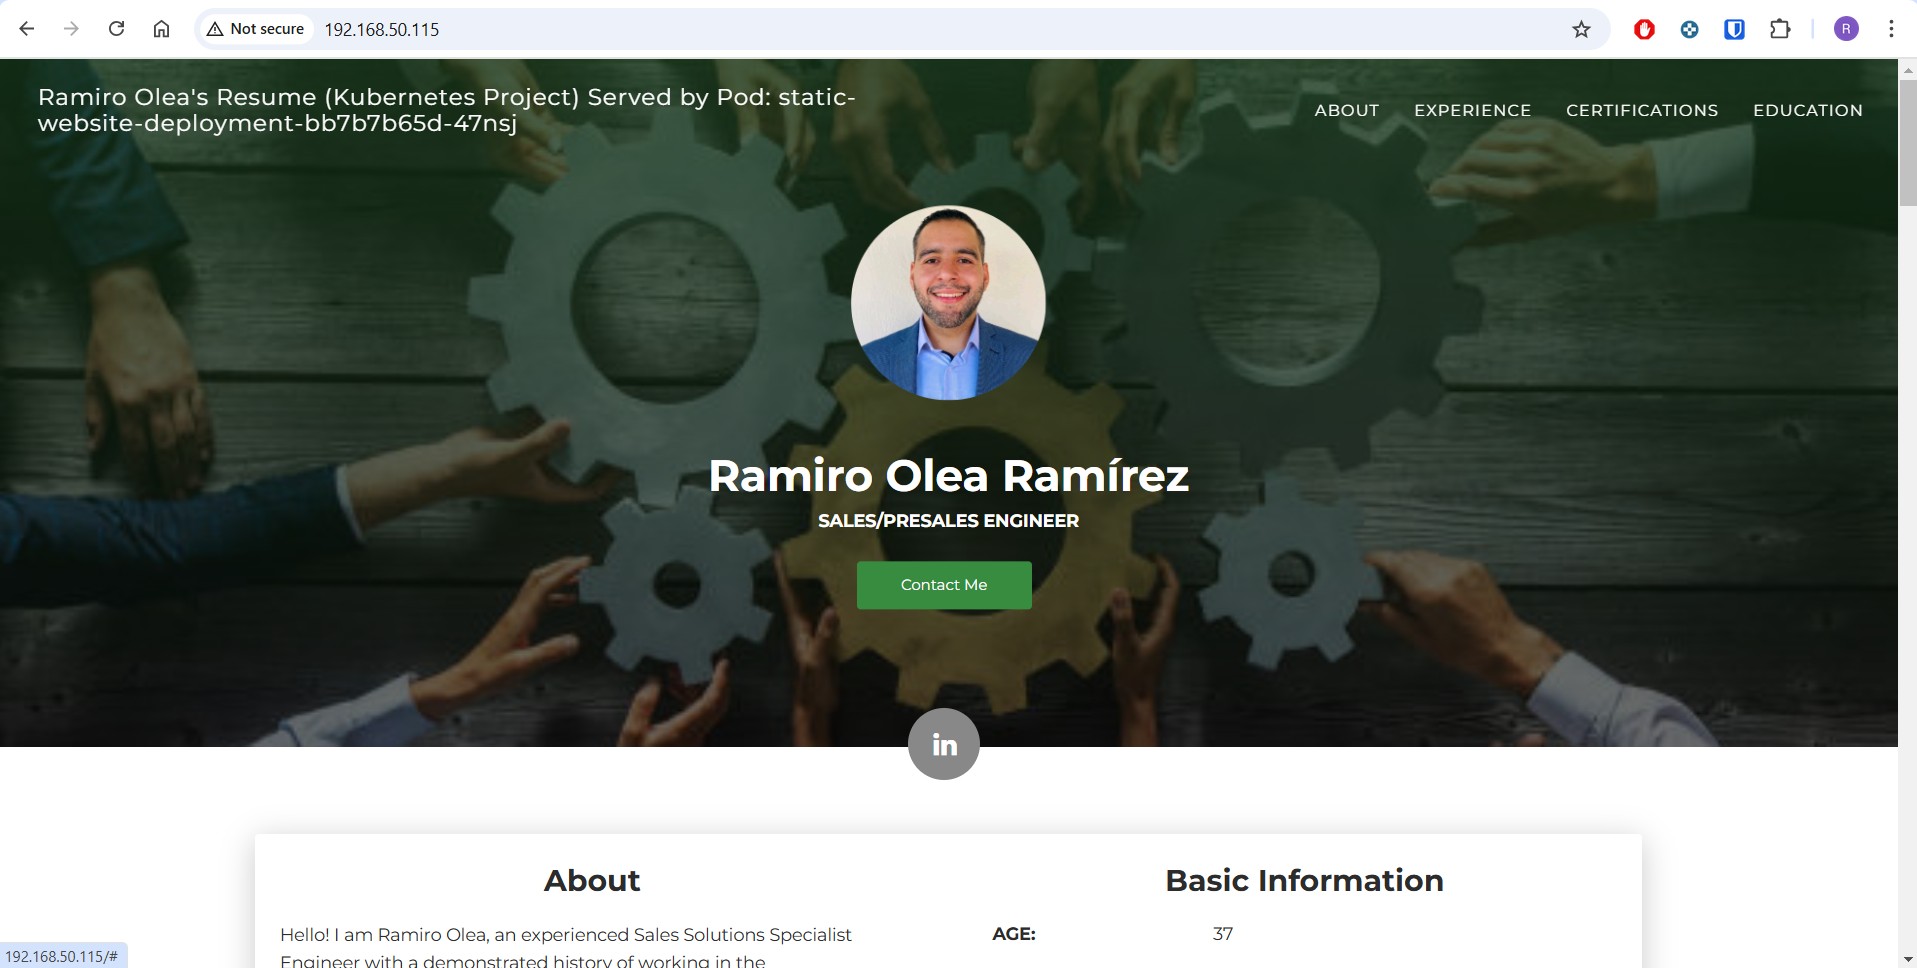 Not secure
192.168.50.115
R
Ramiro Olea's Resume (Kubernetes Project) Served by Pod: static-
website-deployment-bb7b7b65d-47nsj
ABOUT EXPERIENCE CERTIFICATIONS EDUCATION
Ramiro Olea Ramírez
SALES/PRESALES ENGINEER
Contact Me
in
About
Hello! I am Ramiro Olea, an experienced Sales Solutions Specialist
Engineer with a demonstrated history of working in the
Basic Information
AGE: 37
192.168.50.115/#